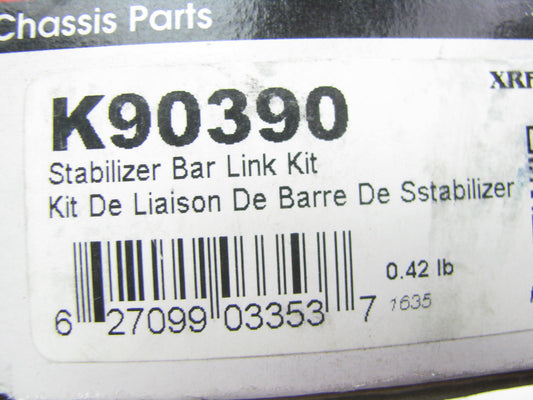 Chassis Parts
XRF
K90390
Stabilizer Bar Link Kit
Kit De Liaison De Barre De Sstabilizer
0.42 lb
1635
6 27099 03353 7